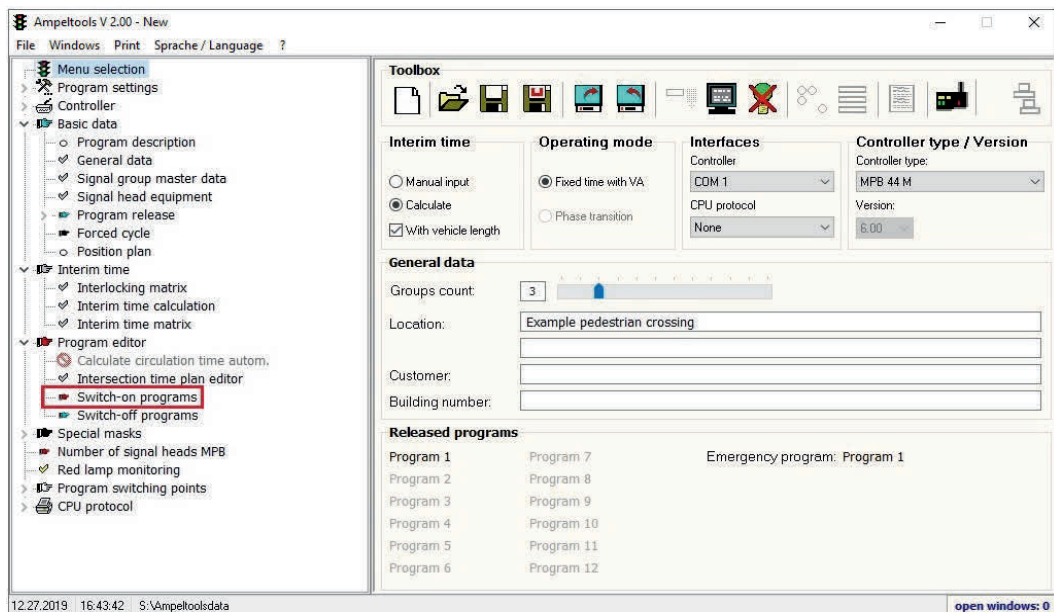 Ampeltools V 2.00 - New
File Windows Print Sprache / Language ?
Menu selection
Program settings
Controller
Basic data
Program description
General data
Signal group master data
Signal head equipment
Program release
Forced cycle
Position plan
Interim time
Interlocking matrix
Interim time calculation
Interim time matrix
Program editor
Calculate circulation time autom.
Intersection time plan editor
Switch-on programs
Switch-off programs
Special masks
Number of signal heads MPB
Red lamp monitoring
Program switching points
CPU protocol
Toolbox
Interim time
Manual input
Calculate
With vehicle length
Operating mode
Fixed time with VA
Phase transition
Interfaces
Controller
COM 1
CPU protocol
None
Controller type / Version
Controller type:
MPB 44 M
Version:
6.00
General data
Groups count: 3
Location: Example pedestrian crossing
Customer:
Building number:
Released programs
Program 1 Program 7 Emergency program: Program 1
Program 2 Program 8
Program 3 Program 9
Program 4 Program 10
Program 5 Program 11
Program 6 Program 12
12.27.2019 16:43:42 S:\Ampeltoolsdata open windows: 0